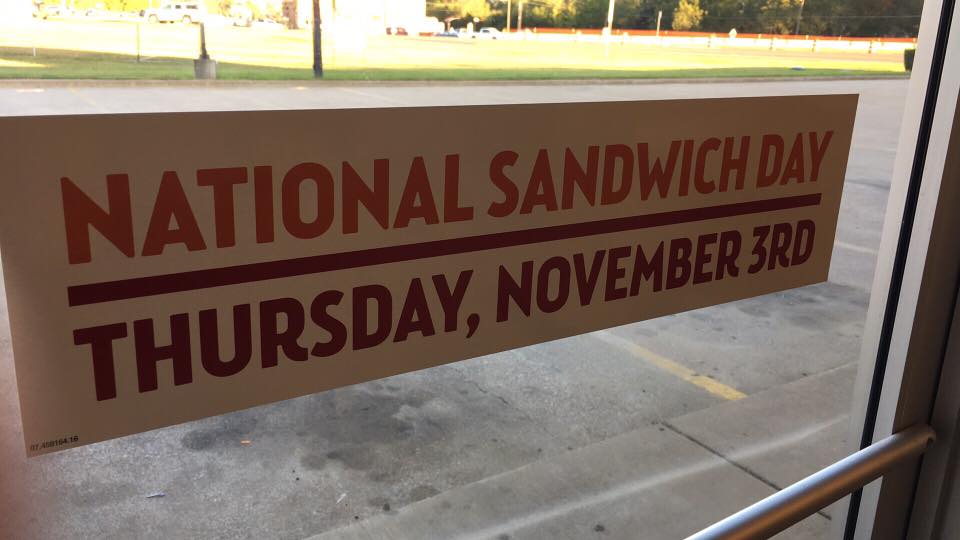 NATIONAL SANDWICH DAY
THURSDAY, NOVEMBER 3RD